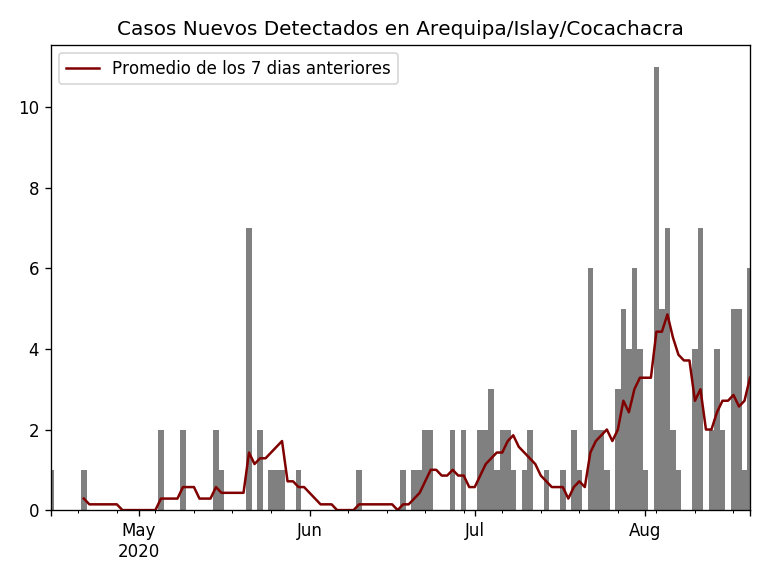 Casos Nuevos Detectados en Arequipa/Islay/Cocachacra
Promedio de los 7 dias anteriores
10
8
6
4
2
0
May Jun Jul Aug
2020